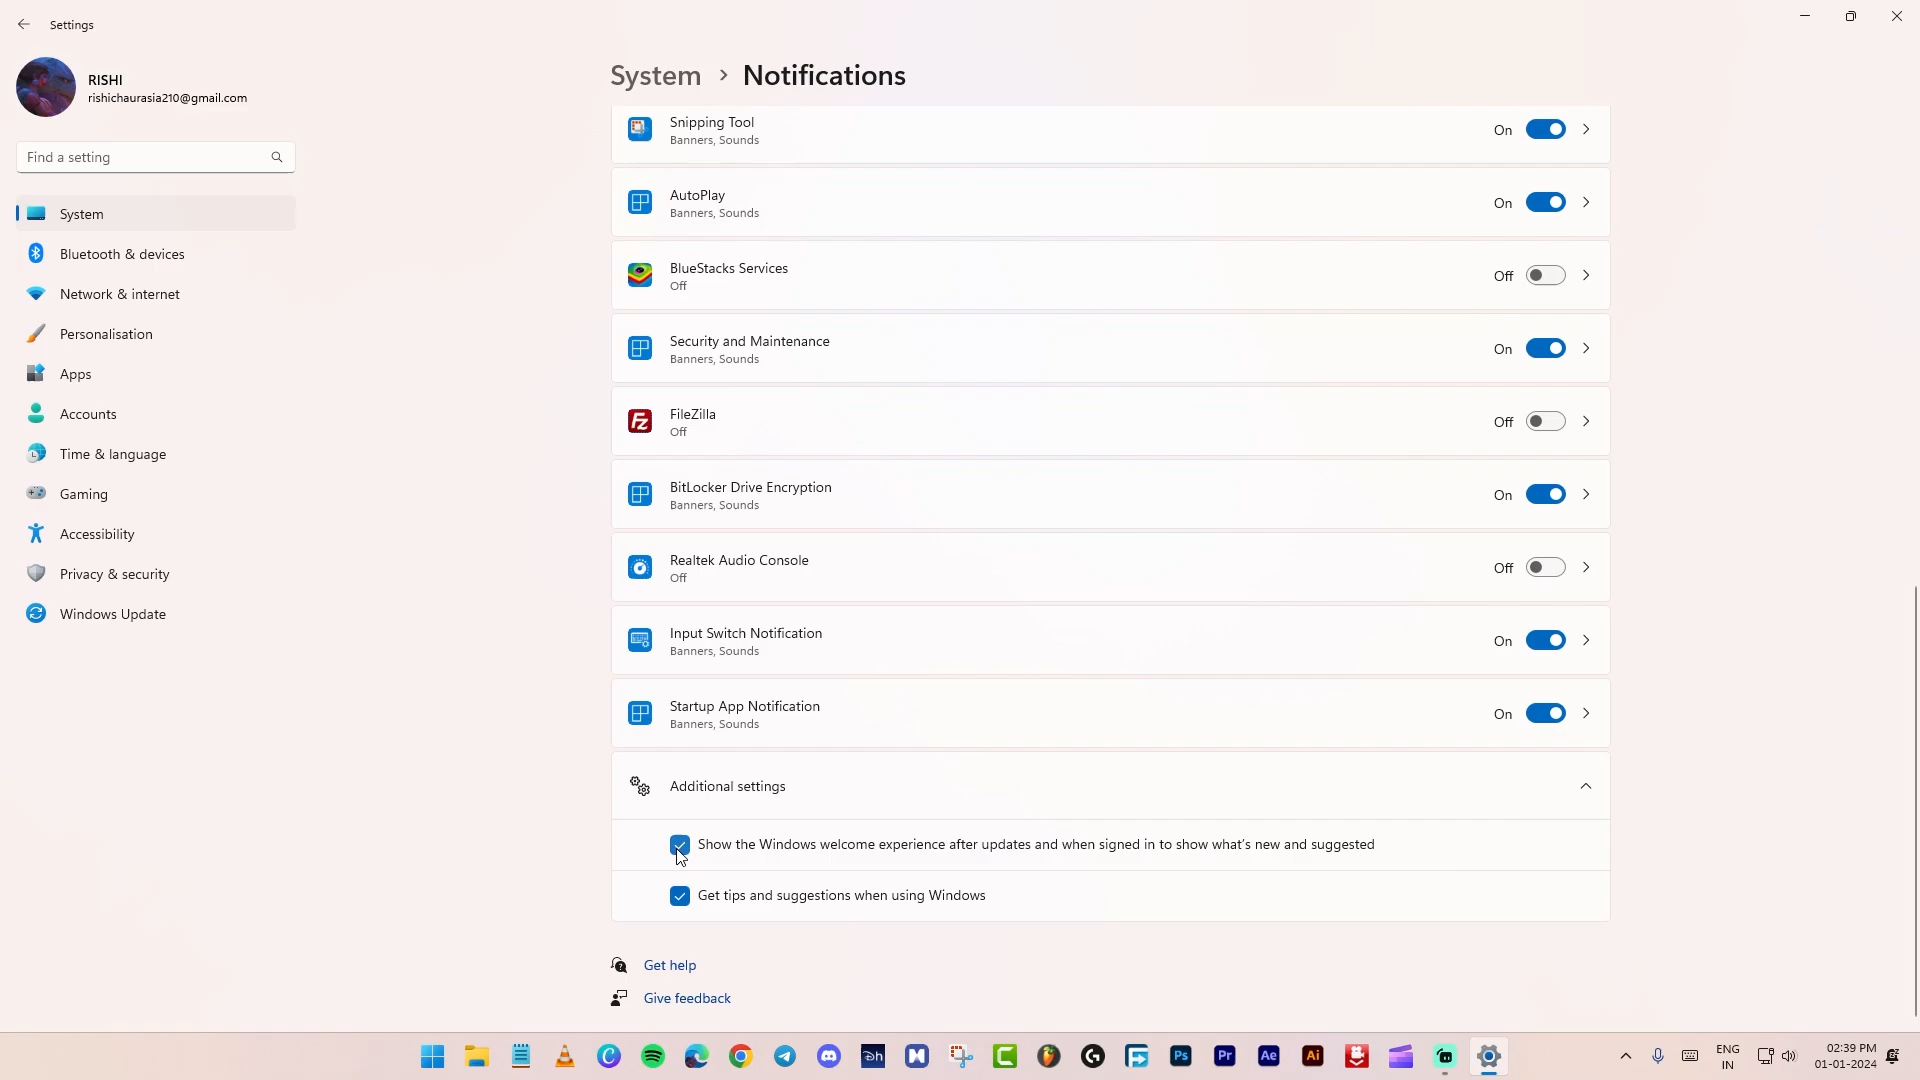 Settings
RISHI
rishichaurasia210@gmail.com
Find a setting
System
Bluetooth & devices
Network & internet
Personalisation
Apps
Accounts
Time & language
Gaming
Accessibility
Privacy & security
Windows Update
System > Notifications
Snipping Tool
Banners, Sounds
On
AutoPlay
Banners, Sounds
On
BlueStacks Services
Off
Off
Security and Maintenance
Banners, Sounds
On
FileZilla
Off
Off
BitLocker Drive Encryption
Banners, Sounds
On
Realtek Audio Console
Off
Off
Input Switch Notification
Banners, Sounds
On
Startup App Notification
Banners, Sounds
On
Additional settings
Show the Windows welcome experience after updates and when signed in to show what's new and suggested
Get tips and suggestions when using Windows
Get help
Give feedback
Ps
Pr
Ae
Ai
ENG
IN
02:39 PM
01-01-2024